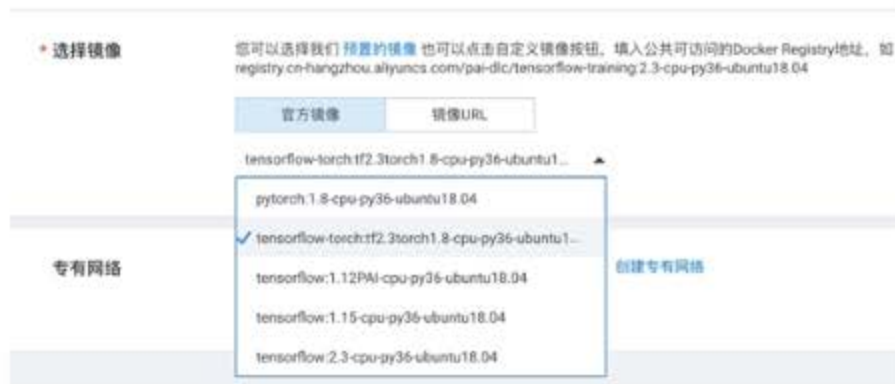 * 选择镜像
您可以选择我们 预置的镜像 也可以点击自定义镜像按钮，填入公共可访问的Docker Registry地址，如
registry.cn-hangzhou.aliyuncs.com/pai-dlc/tensorflow-training:2.3-cpu-py36-ubuntu18.04
官方镜像 镜像URL
tensorflow-torch:tf2.3torch1.8-cpu-py36-ubuntu1...
pytorch:1.8-cpu-py36-ubuntu18.04
tensorflow-torch:tf2.3torch1.8-cpu-py36-ubuntu1...
专有网络
创建专有网络
tensorflow:1.12PAI-cpu-py36-ubuntu18.04
tensorflow:1.15-cpu-py36-ubuntu18.04
tensorflow:2.3-cpu-py36-ubuntu18.04